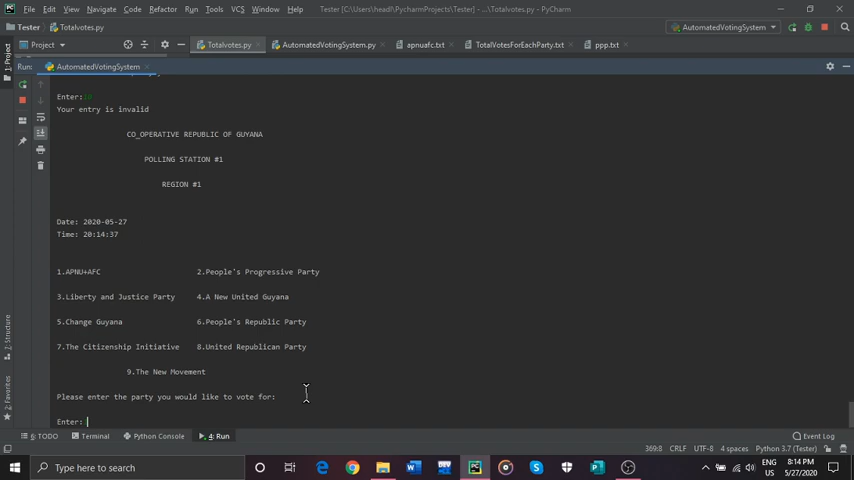 File Edit View Navigate Code Refactor Run Tools VCS Window Help Tester [C:\Users\headl\PycharmProjects\Tester] - ...\Totalvotes.py - PyCharm
Tester Totalvotes.py AutomatedVotingSystem
Project Totalvotes.py AutomatedVotingSystem.py apnuafc.txt TotalVotesForEachParty.txt ppp.txt
Run: AutomatedVotingSystem
1: Project
Enter:
Your entry is invalid
CO_OPERATIVE REPUBLIC OF GUYANA
POLLING STATION #1
REGION #1
Date: 2020-05-27
Time: 20:14:37
1.APNU+AFC 2.People's Progressive Party
3.Liberty and Justice Party 4.A New United Guyana
5.Change Guyana 6.People's Republic Party
7.The Citizenship Initiative 8.United Republican Party
9.The New Movement
Please enter the party you would like to vote for:
Enter:
7: Structure
2: Favorites
6: TODO Terminal Python Console 4: Run Event Log
369:8 CRLF UTF-8 4 spaces Python 3.7 (Tester)
Type here to search ENG 8:14 PM
US 5/27/2020